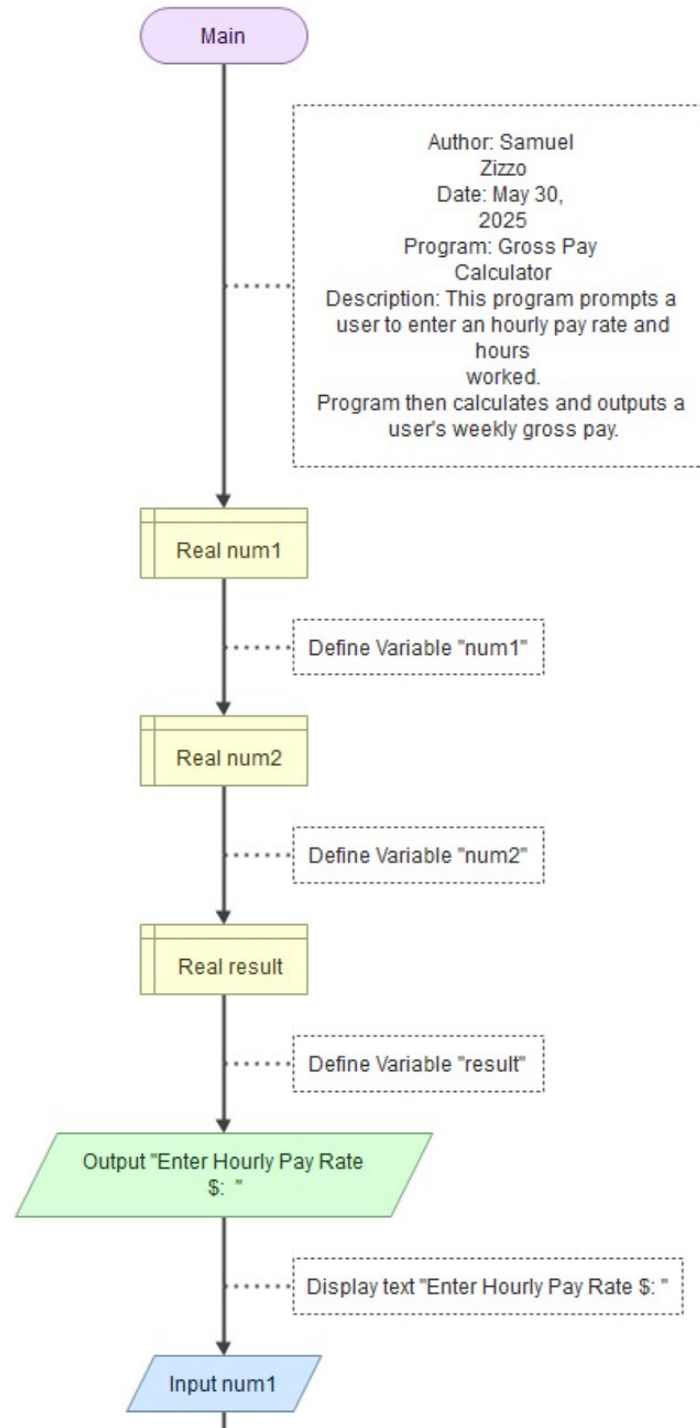 Main
Author: Samuel
Zizzo
Date: May 30,
2025
Program: Gross Pay
Calculator
Description: This program prompts a
user to enter an hourly pay rate and
hours
worked.
Program then calculates and outputs a
user's weekly gross pay.
Real num1
Define Variable "num1"
Real num2
Define Variable "num2"
Real result
Define Variable "result"
Output "Enter Hourly Pay Rate
$:  "
Display text "Enter Hourly Pay Rate $: "
Input num1